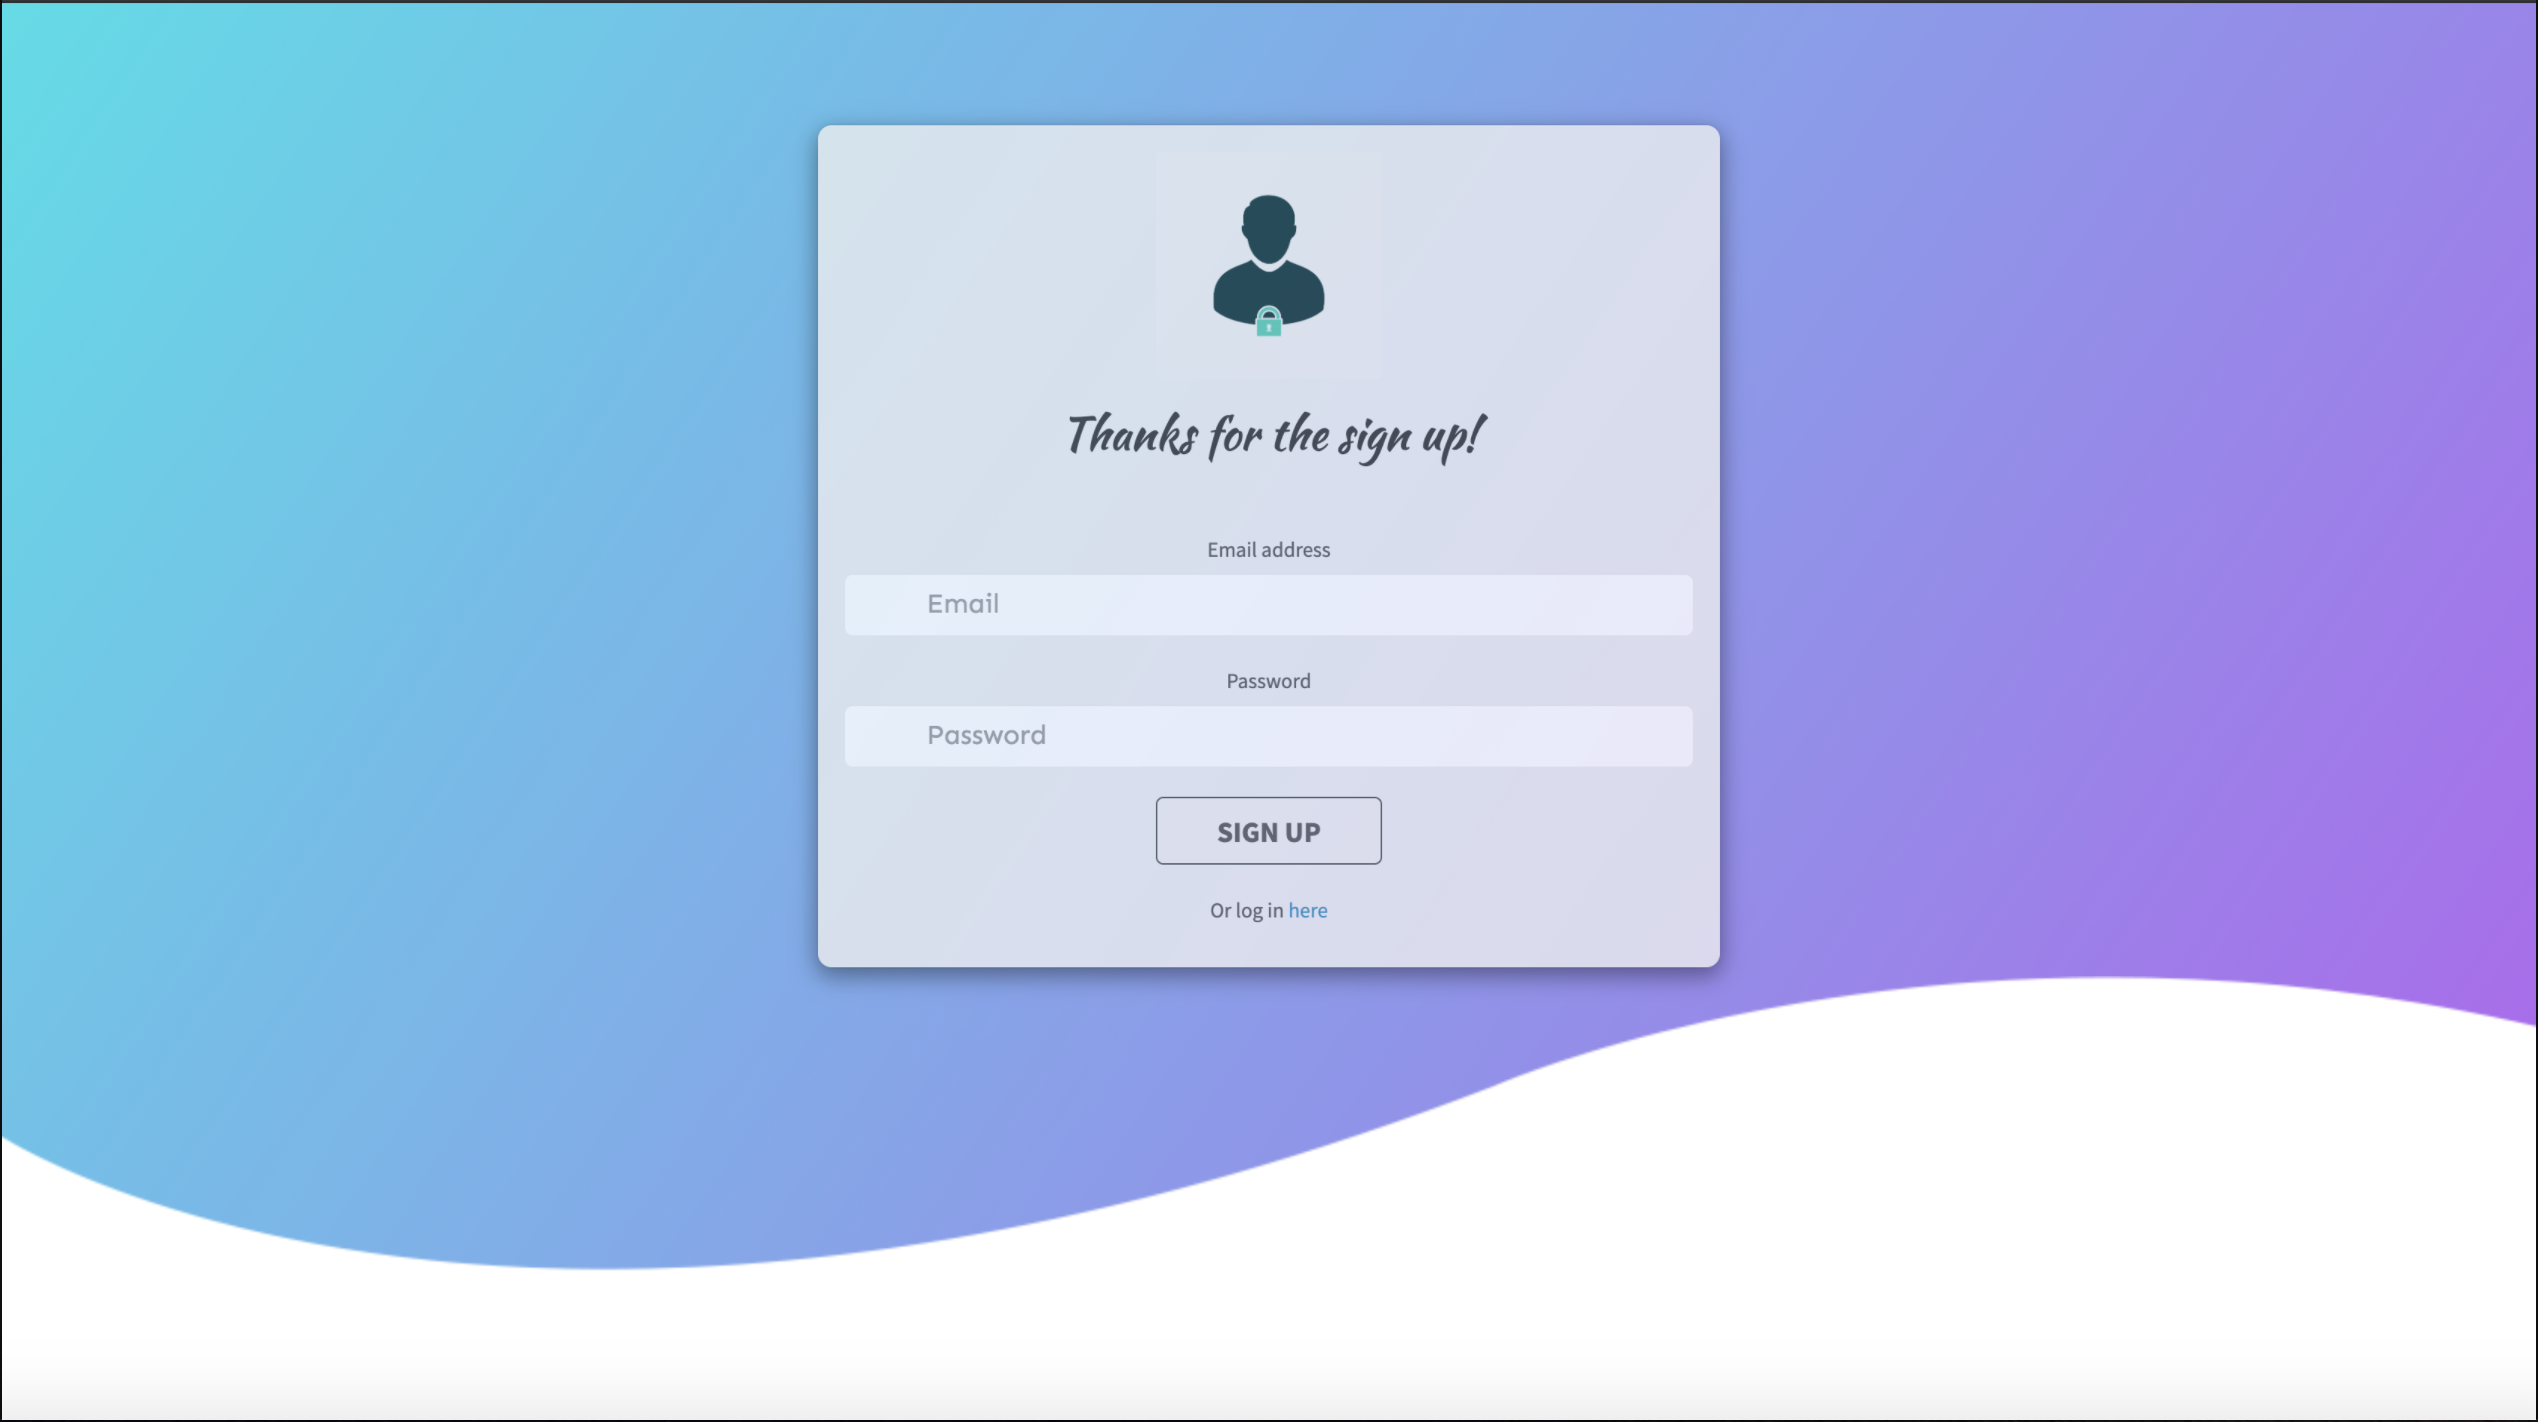 Thanks for the sign up!
Email address
Email
Password
Password
SIGN UP
Or log in here